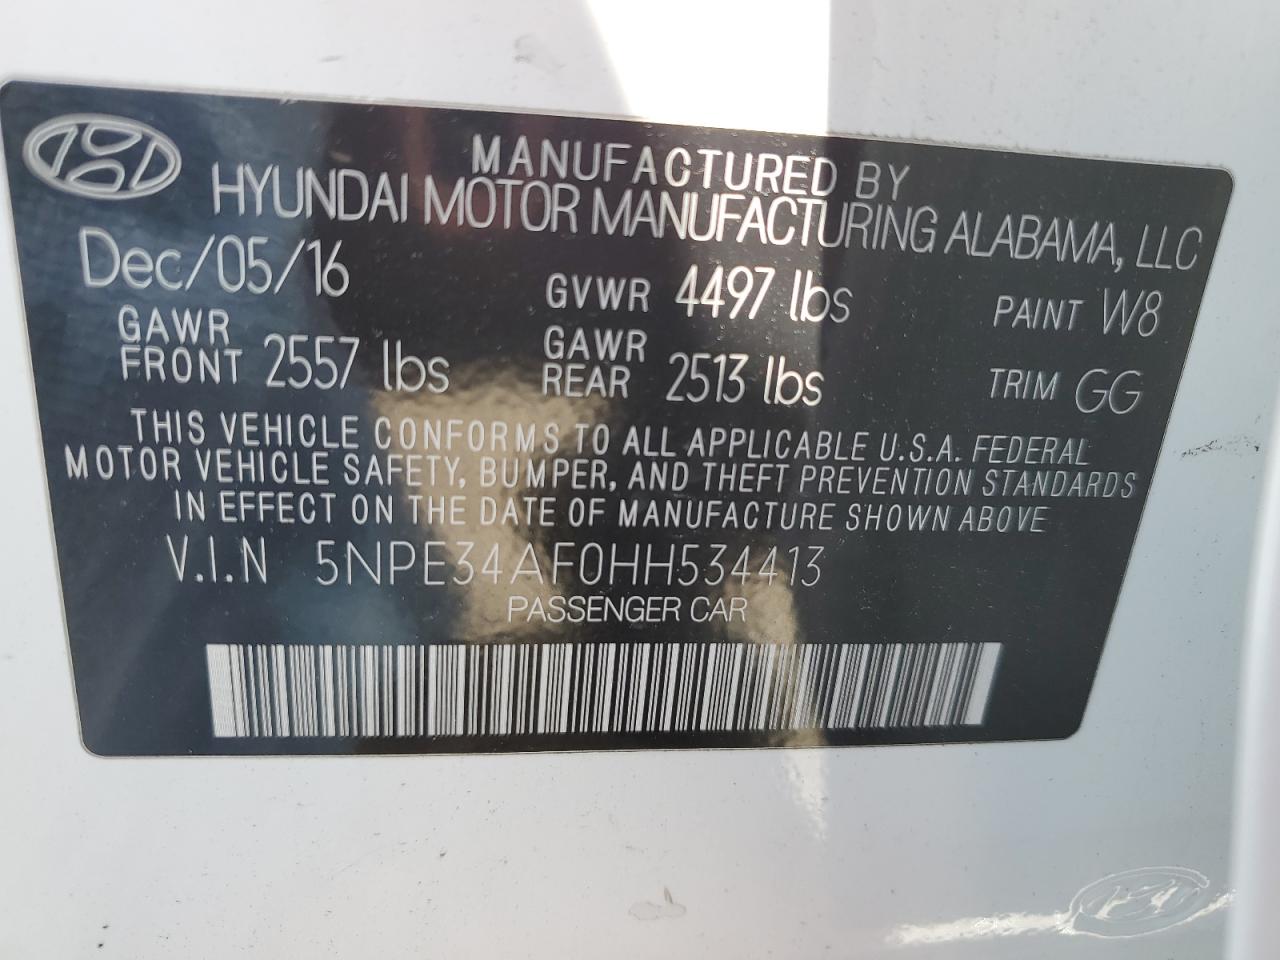 MANUFACTURED BY
HYUNDAI MOTOR MANUFACTURING ALABAMA, LLC
Dec/05/16 GVWR 4497 lbs PAINT W8
GAWR FRONT 2557 lbs GAWR REAR 2513 lbs TRIM GG
THIS VEHICLE CONFORMS TO ALL APPLICABLE U.S.A. FEDERAL
MOTOR VEHICLE SAFETY, BUMPER, AND THEFT PREVENTION STANDARDS
IN EFFECT ON THE DATE OF MANUFACTURE SHOWN ABOVE
V.I.N 5NPE34AF0HH534413
PASSENGER CAR